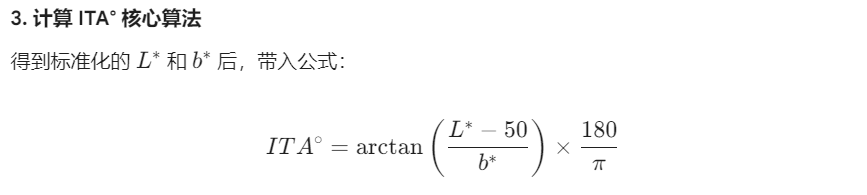 3. 计算 ITA° 核心算法
得到标准化的 L* 和 b* 后，带入公式：
ITA° = arctan ( (L* − 50) / b* ) × 180 / π